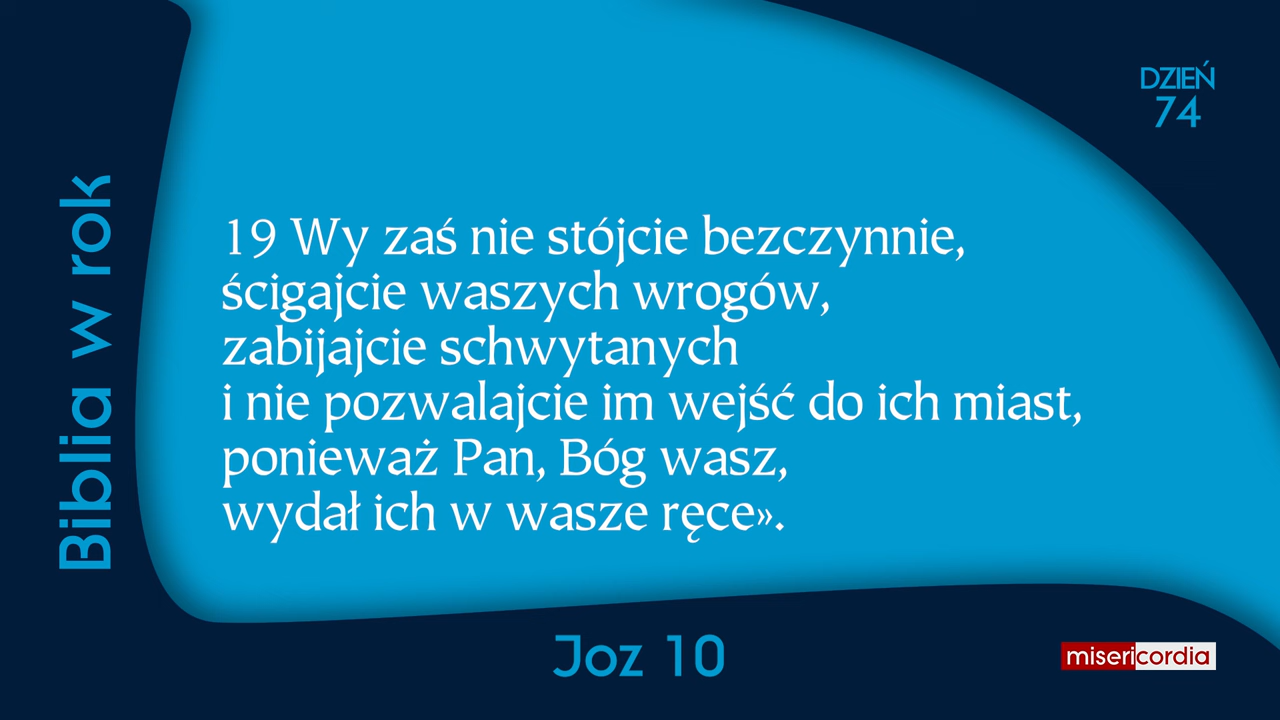 DZIEŃ
74
Biblia w rok
19 Wy zaś nie stójcie bezczynnie,
ścigajcie waszych wrogów,
zabijajcie schwytanych
i nie pozwalajcie im wejść do ich miast,
ponieważ Pan, Bóg wasz,
wydał ich w wasze ręce».
Joz 10
misericordia